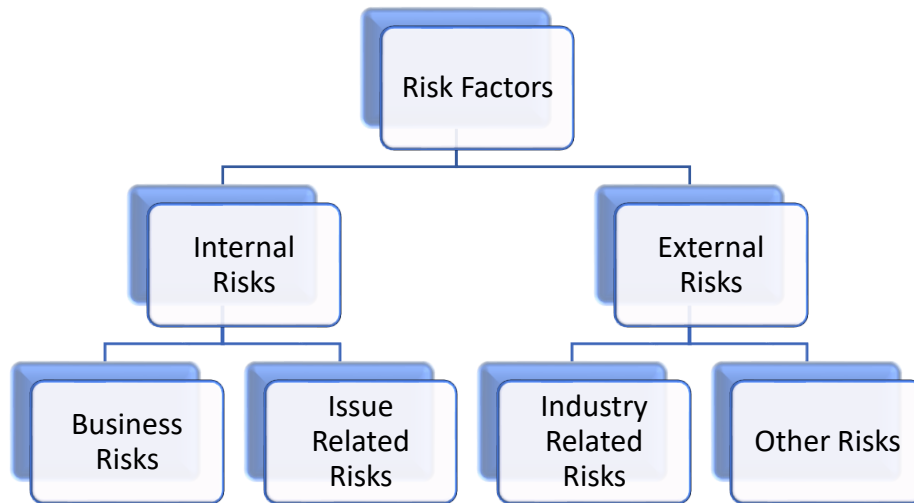 Risk Factors
Internal
Risks
External
Risks
Business
Risks
Issue
Related
Risks
Industry
Related
Risks
Other Risks